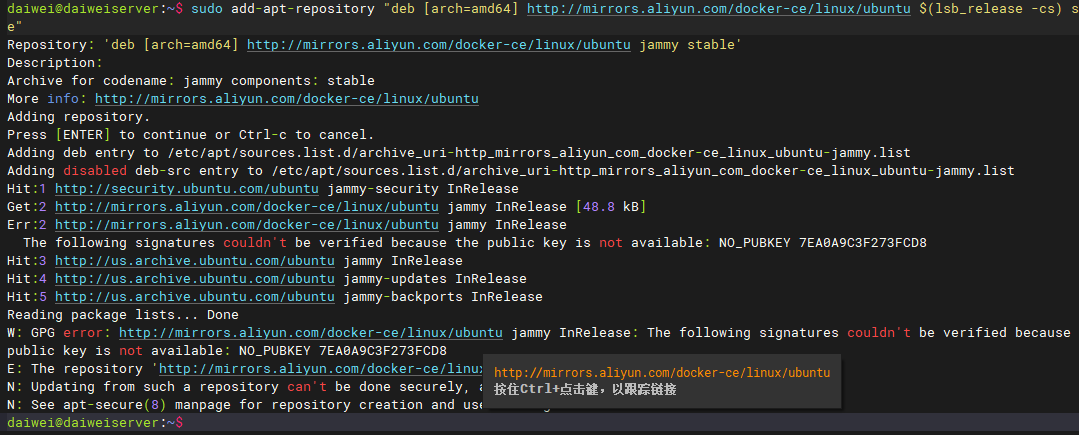 daiwei@daiweiserver:~$ sudo add-apt-repository "deb [arch=amd64] http://mirrors.aliyun.com/docker-ce/linux/ubuntu $(lsb_release -cs) s
e"
Repository: 'deb [arch=amd64] http://mirrors.aliyun.com/docker-ce/linux/ubuntu jammy stable'
Description:
Archive for codename: jammy components: stable
More info: http://mirrors.aliyun.com/docker-ce/linux/ubuntu
Adding repository.
Press [ENTER] to continue or Ctrl-c to cancel.
Adding deb entry to /etc/apt/sources.list.d/archive_uri-http_mirrors_aliyun_com_docker-ce_linux_ubuntu-jammy.list
Adding disabled deb-src entry to /etc/apt/sources.list.d/archive_uri-http_mirrors_aliyun_com_docker-ce_linux_ubuntu-jammy.list
Hit:1 http://security.ubuntu.com/ubuntu jammy-security InRelease
Get:2 http://mirrors.aliyun.com/docker-ce/linux/ubuntu jammy InRelease [48.8 kB]
Err:2 http://mirrors.aliyun.com/docker-ce/linux/ubuntu jammy InRelease
The following signatures couldn't be verified because the public key is not available: NO_PUBKEY 7EA0A9C3F273FCD8
Hit:3 http://us.archive.ubuntu.com/ubuntu jammy InRelease
Hit:4 http://us.archive.ubuntu.com/ubuntu jammy-updates InRelease
Hit:5 http://us.archive.ubuntu.com/ubuntu jammy-backports InRelease
Reading package lists... Done
W: GPG error: http://mirrors.aliyun.com/docker-ce/linux/ubuntu jammy InRelease: The following signatures couldn't be verified because
public key is not available: NO_PUBKEY 7EA0A9C3F273FCD8
E: The repository 'http://mirrors.aliyun.com/docker-ce/linux/
http://mirrors.aliyun.com/docker-ce/linux/ubuntu
按住Ctrl+点击鍵，以跟踪链接
N: Updating from such a repository can't be done securely,
N: See apt-secure(8) manpage for repository creation and use
daiwei@daiweiserver:~$